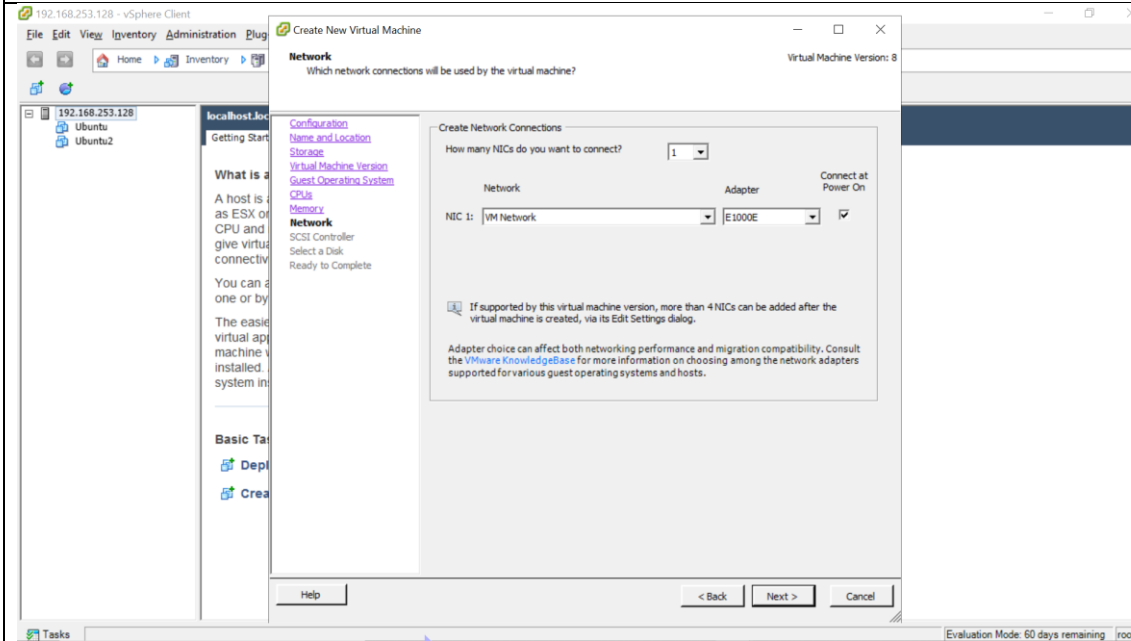 192.168.253.128 - vSphere Client
File Edit View Inventory Administration Plug
Home Inventory
192.168.253.128
Ubuntu
Ubuntu2
localhost.loc
Getting Start
What is a
A host is
as ESX or
CPU and
give virtua
connectiv
You can a
one or by
The easie
virtual app
machine v
installed.
system in
Basic Ta
Depl
Crea
Create New Virtual Machine
Network
Which network connections will be used by the virtual machine?
Virtual Machine Version: 8
Configuration
Name and Location
Storage
Virtual Machine Version
Guest Operating System
CPUs
Memory
Network
SCSI Controller
Select a Disk
Ready to Complete
Create Network Connections
How many NICs do you want to connect? 1
Network Adapter Connect at Power On
NIC 1: VM Network E1000E
If supported by this virtual machine version, more than 4 NICs can be added after the
virtual machine is created, via its Edit Settings dialog.
Adapter choice can affect both networking performance and migration compatibility. Consult
the VMware KnowledgeBase for more information on choosing among the network adapters
supported for various guest operating systems and hosts.
Help < Back Next > Cancel
Tasks Evaluation Mode: 60 days remaining roo